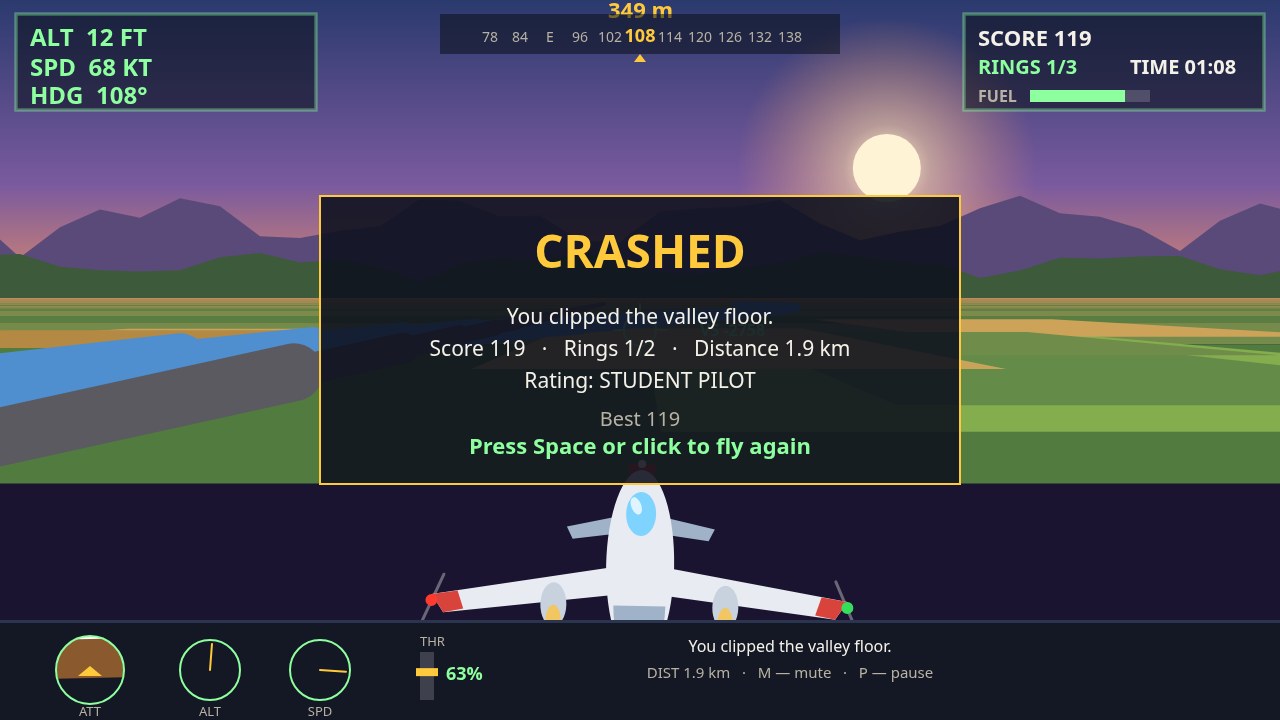 349 m
ALT 12 FT
SPD 68 KT
HDG 108°
78 84 E 96 102 108 114 120 126 132 138
SCORE 119
RINGS 1/3 TIME 01:08
FUEL
CRASHED
You clipped the valley floor.
Score 119 · Rings 1/2 · Distance 1.9 km
Rating: STUDENT PILOT
Best 119
Press Space or click to fly again
THR
63%
ATT
ALT
SPD
You clipped the valley floor.
DIST 1.9 km · M — mute · P — pause